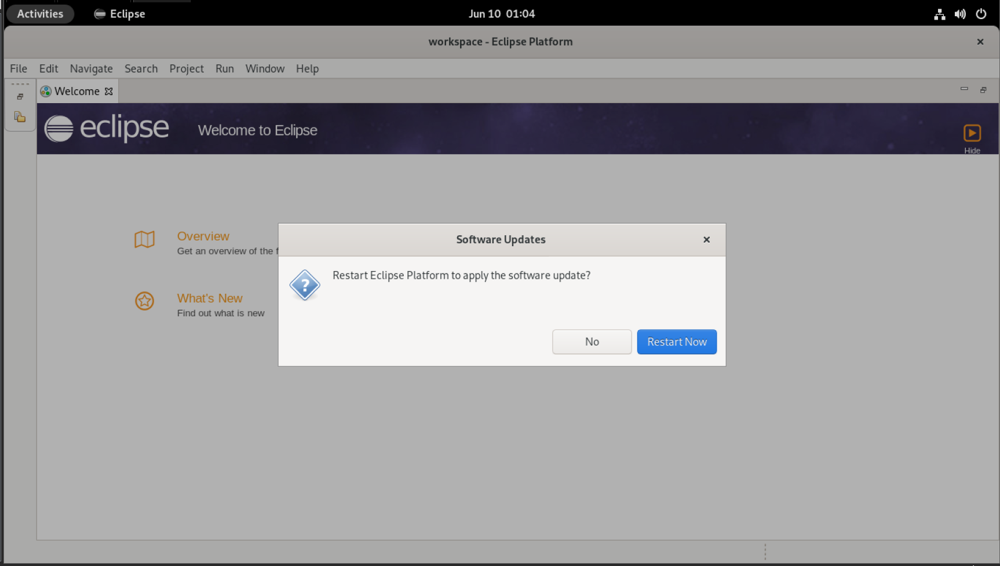 Activities Eclipse Jun 10 01:04
workspace - Eclipse Platform
File Edit Navigate Search Project Run Window Help
Welcome
eclipse Welcome to Eclipse
Hide
Overview
Get an overview of the f
What's New
Find out what is new
Software Updates
Restart Eclipse Platform to apply the software update?
No Restart Now